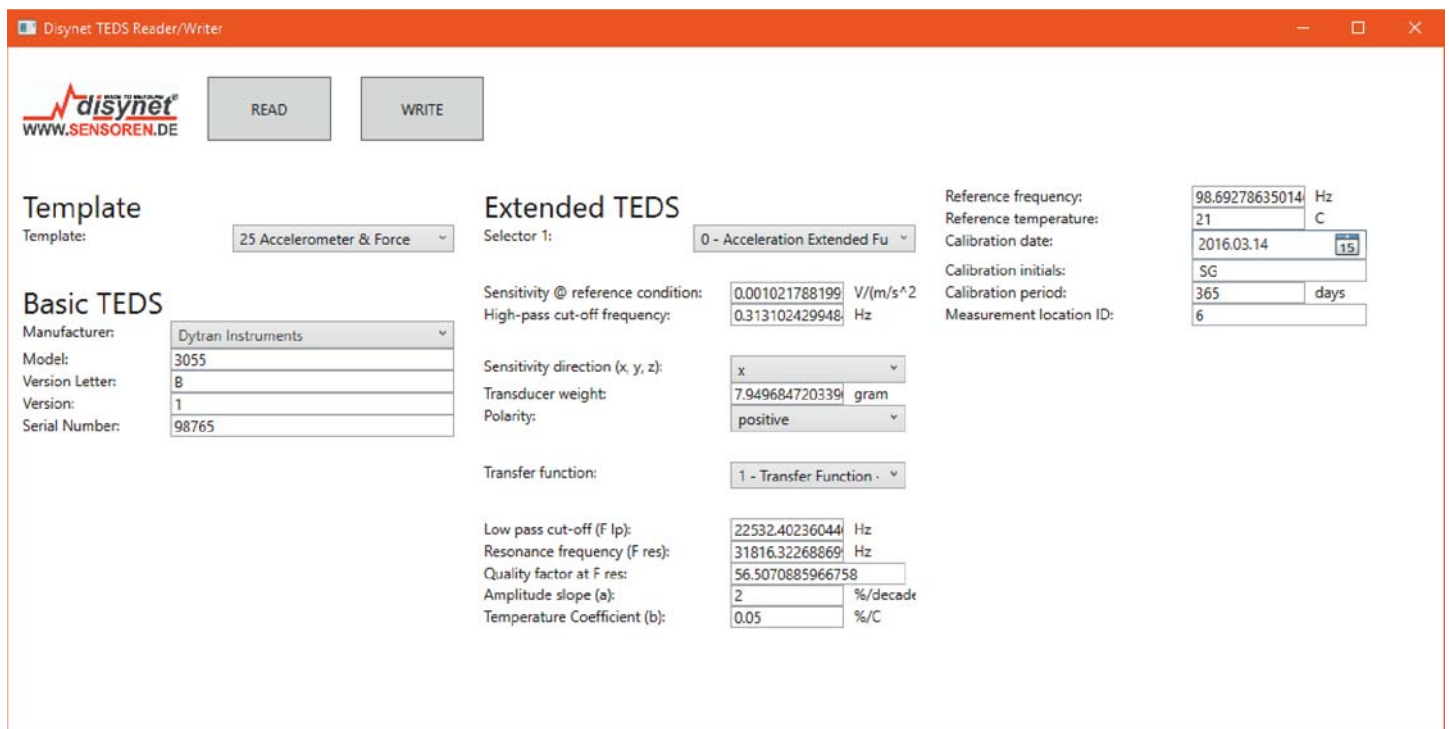 Disynet TEDS Reader/Writer
disynet®
WWW.SENSOREN.DE
READ
WRITE
Template
Template:
25 Accelerometer & Force
Basic TEDS
Manufacturer:
Dytran Instruments
Model:
3055
Version Letter:
B
Version:
1
Serial Number:
98765
Extended TEDS
Selector 1:
0 - Acceleration Extended Fu
Sensitivity @ reference condition:
0.001021788199 V/(m/s^2
High-pass cut-off frequency:
0.313102429948 Hz
Sensitivity direction (x, y, z):
x
Transducer weight:
7.949684720339 gram
Polarity:
positive
Transfer function:
1 - Transfer Function -
Low pass cut-off (F lp):
22532.4023604 Hz
Resonance frequency (F res):
31816.32268869 Hz
Quality factor at F res:
56.5070885966758
Amplitude slope (a):
2 %/decade
Temperature Coefficient (b):
0.05 %/C
Reference frequency:
98.69278635014 Hz
Reference temperature:
21 C
Calibration date:
2016.03.14
15
Calibration initials:
SG
Calibration period:
365 days
Measurement location ID:
6